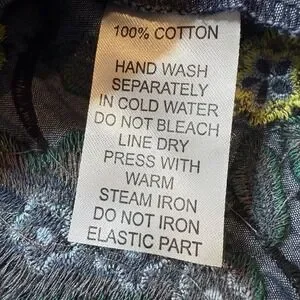 100% COTTON
HAND WASH
SEPARATELY
IN COLD WATER
DO NOT BLEACH
LINE DRY
PRESS WITH
WARM
STEAM IRON
DO NOT IRON
ELASTIC PART